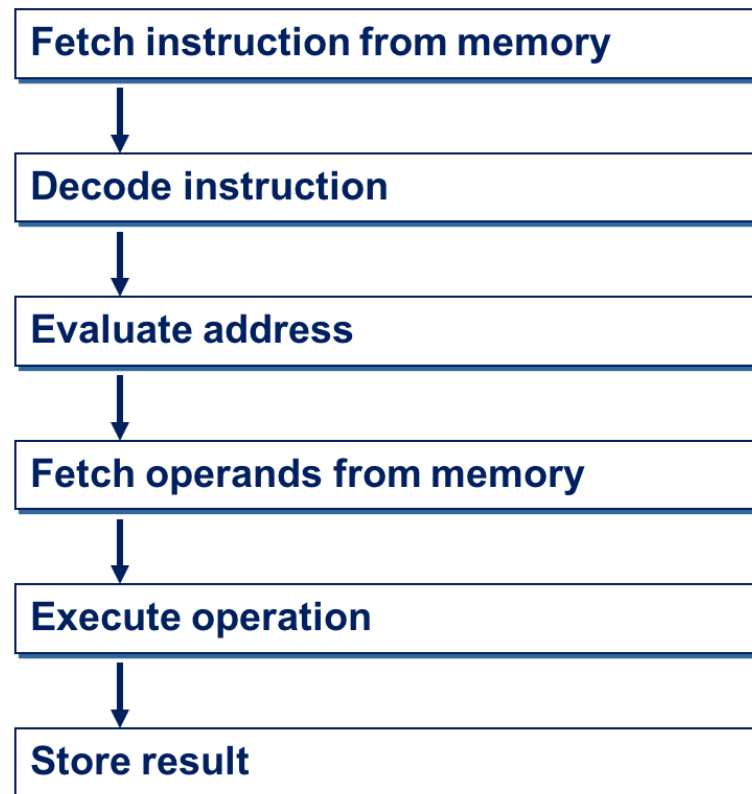 Fetch instruction from memory
Decode instruction
Evaluate address
Fetch operands from memory
Execute operation
Store result